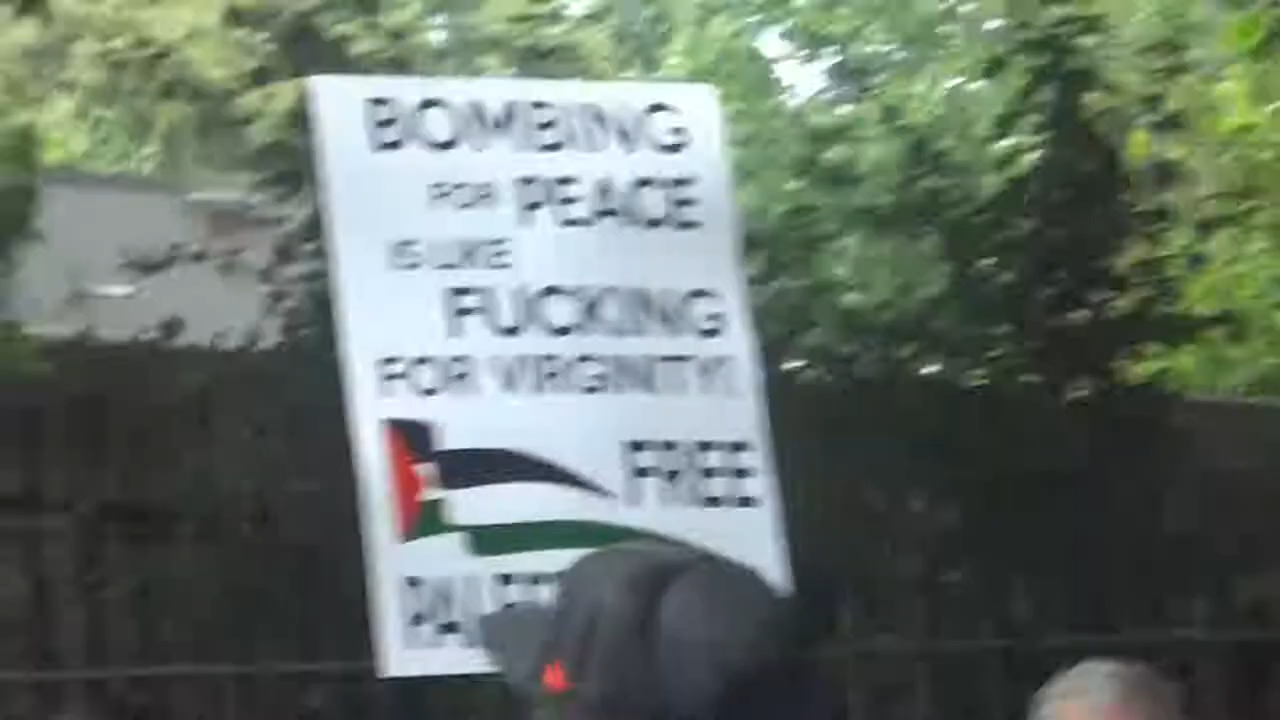 BOMBING
FOR PEACE
IS LIKE
FUCKING
FOR VIRGINITY!
FREE